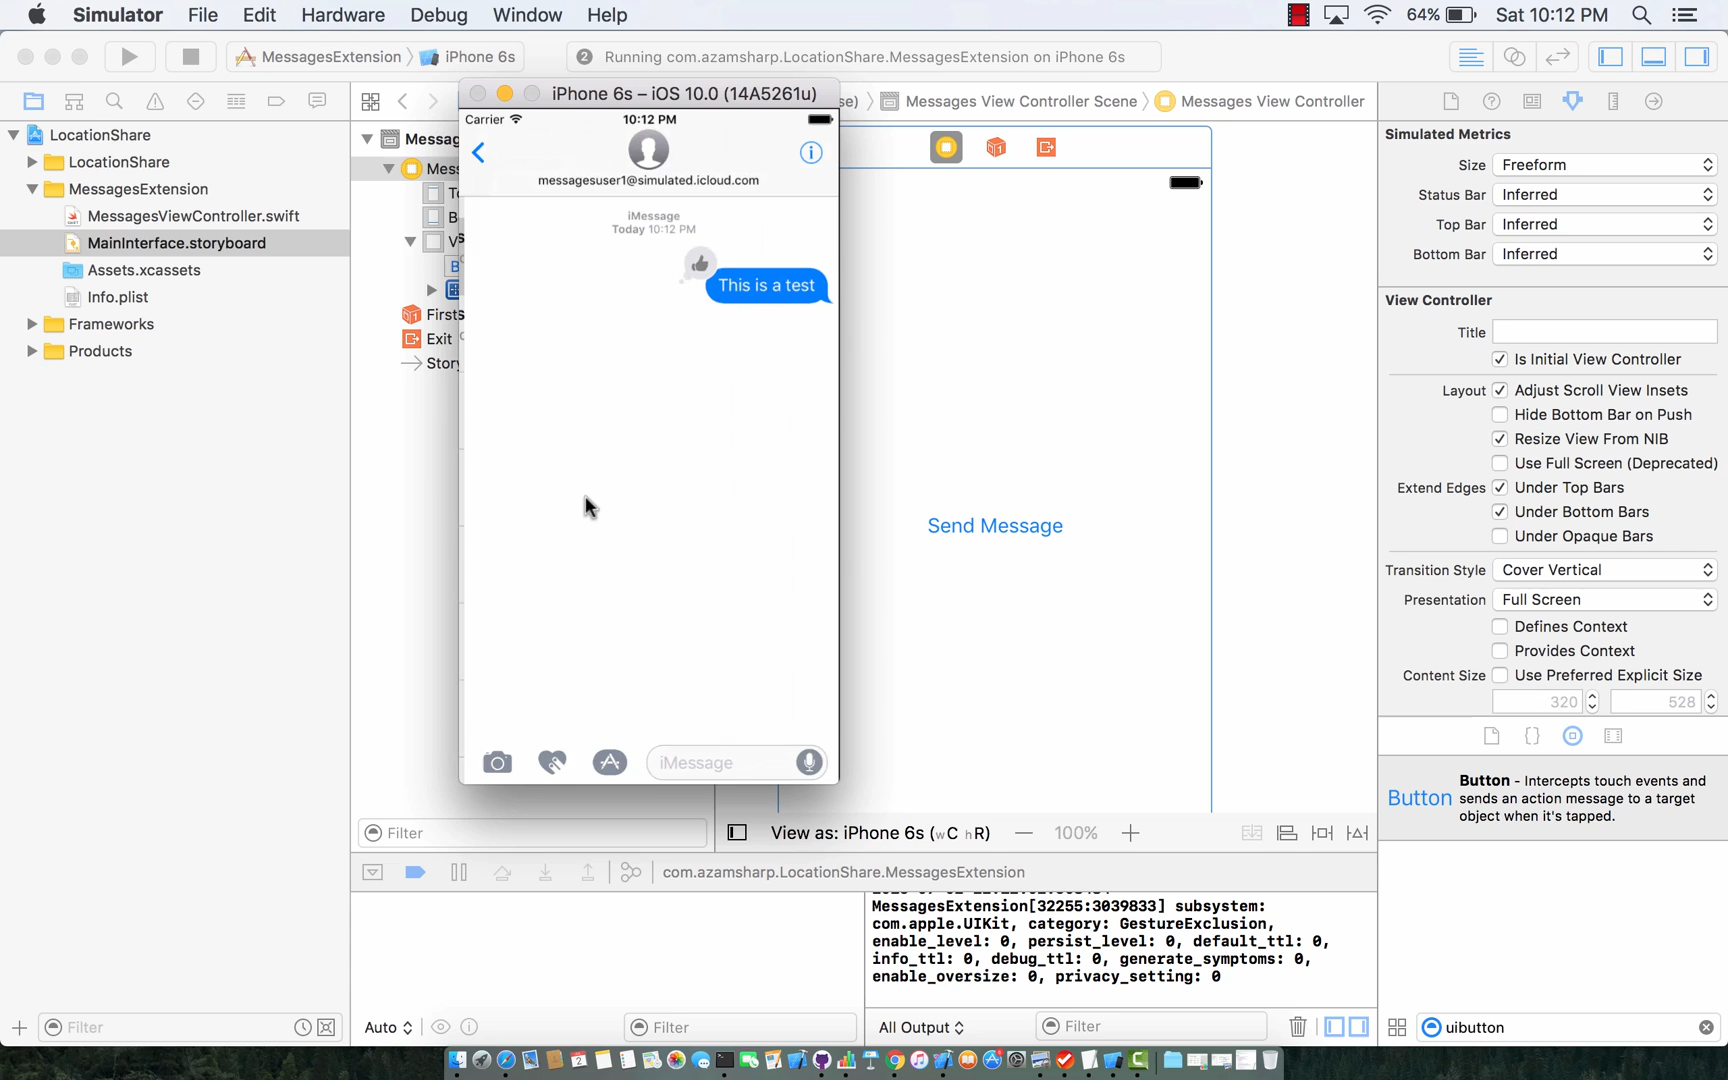 Simulator File Edit Hardware Debug Window Help 64% Sat 10:12 PM
MessagesExtension iPhone 6s 2 Running com.azamsharp.LocationShare.MessagesExtension on iPhone 6s
iPhone 6s – iOS 10.0 (14A5261u)
se) Messages View Controller Scene Messages View Controller
LocationShare
LocationShare
MessagesExtension
MessagesViewController.swift
MainInterface.storyboard
Assets.xcassets
Info.plist
Frameworks
Products
Filter
Messag
Mes
To
B
V
B
First
Exit
Story
Filter
Carrier 10:12 PM
messagesuser1@simulated.icloud.com
iMessage
Today 10:12 PM
This is a test
iMessage
Send Message
View as: iPhone 6s (wC hR) — 100% +
com.azamsharp.LocationShare.MessagesExtension
MessagesExtension[32255:3039833] subsystem:
com.apple.UIKit, category: GestureExclusion,
enable_level: 0, persist_level: 0, default_ttl: 0,
info_ttl: 0, debug_ttl: 0, generate_symptoms: 0,
enable_oversize: 0, privacy_setting: 0
Auto Filter
All Output Filter
Simulated Metrics
Size Freeform
Status Bar Inferred
Top Bar Inferred
Bottom Bar Inferred
View Controller
Title
Is Initial View Controller
Layout Adjust Scroll View Insets
Hide Bottom Bar on Push
Resize View From NIB
Use Full Screen (Deprecated)
Extend Edges Under Top Bars
Under Bottom Bars
Under Opaque Bars
Transition Style Cover Vertical
Presentation Full Screen
Defines Context
Provides Context
Content Size Use Preferred Explicit Size
320 528
Button
Button - Intercepts touch events and
sends an action message to a target
object when it's tapped.
uibutton